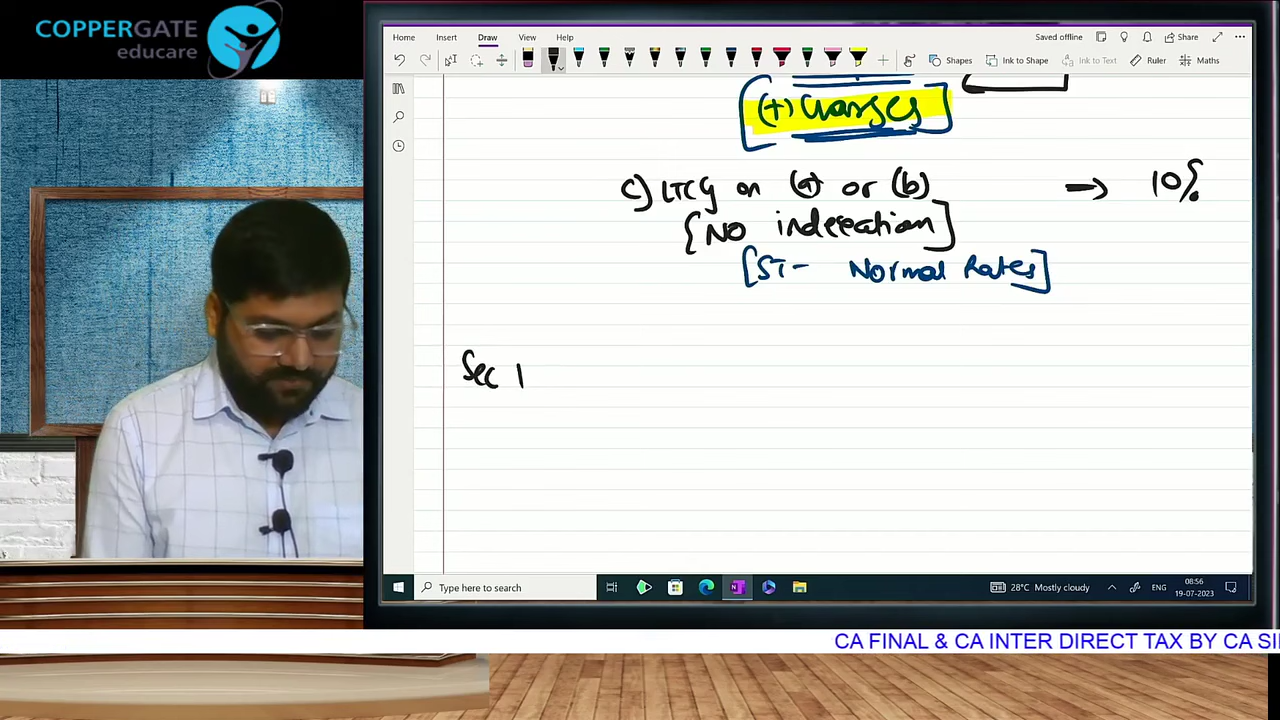 COPPERGATE
educare
Home Insert Draw View Help
Saved offline
Share
Shapes
Ink to Shape
Ink to Text
Ruler
Maths
(+) Charges
c) LTCG on (a) or (b) → 10%
{NO indexation]
[ST - Normal Rates]
Sec 1
Type here to search
28°C Mostly cloudy
ENG
08:56
19-07-2023
CA FINAL & CA INTER DIRECT TAX BY CA SI